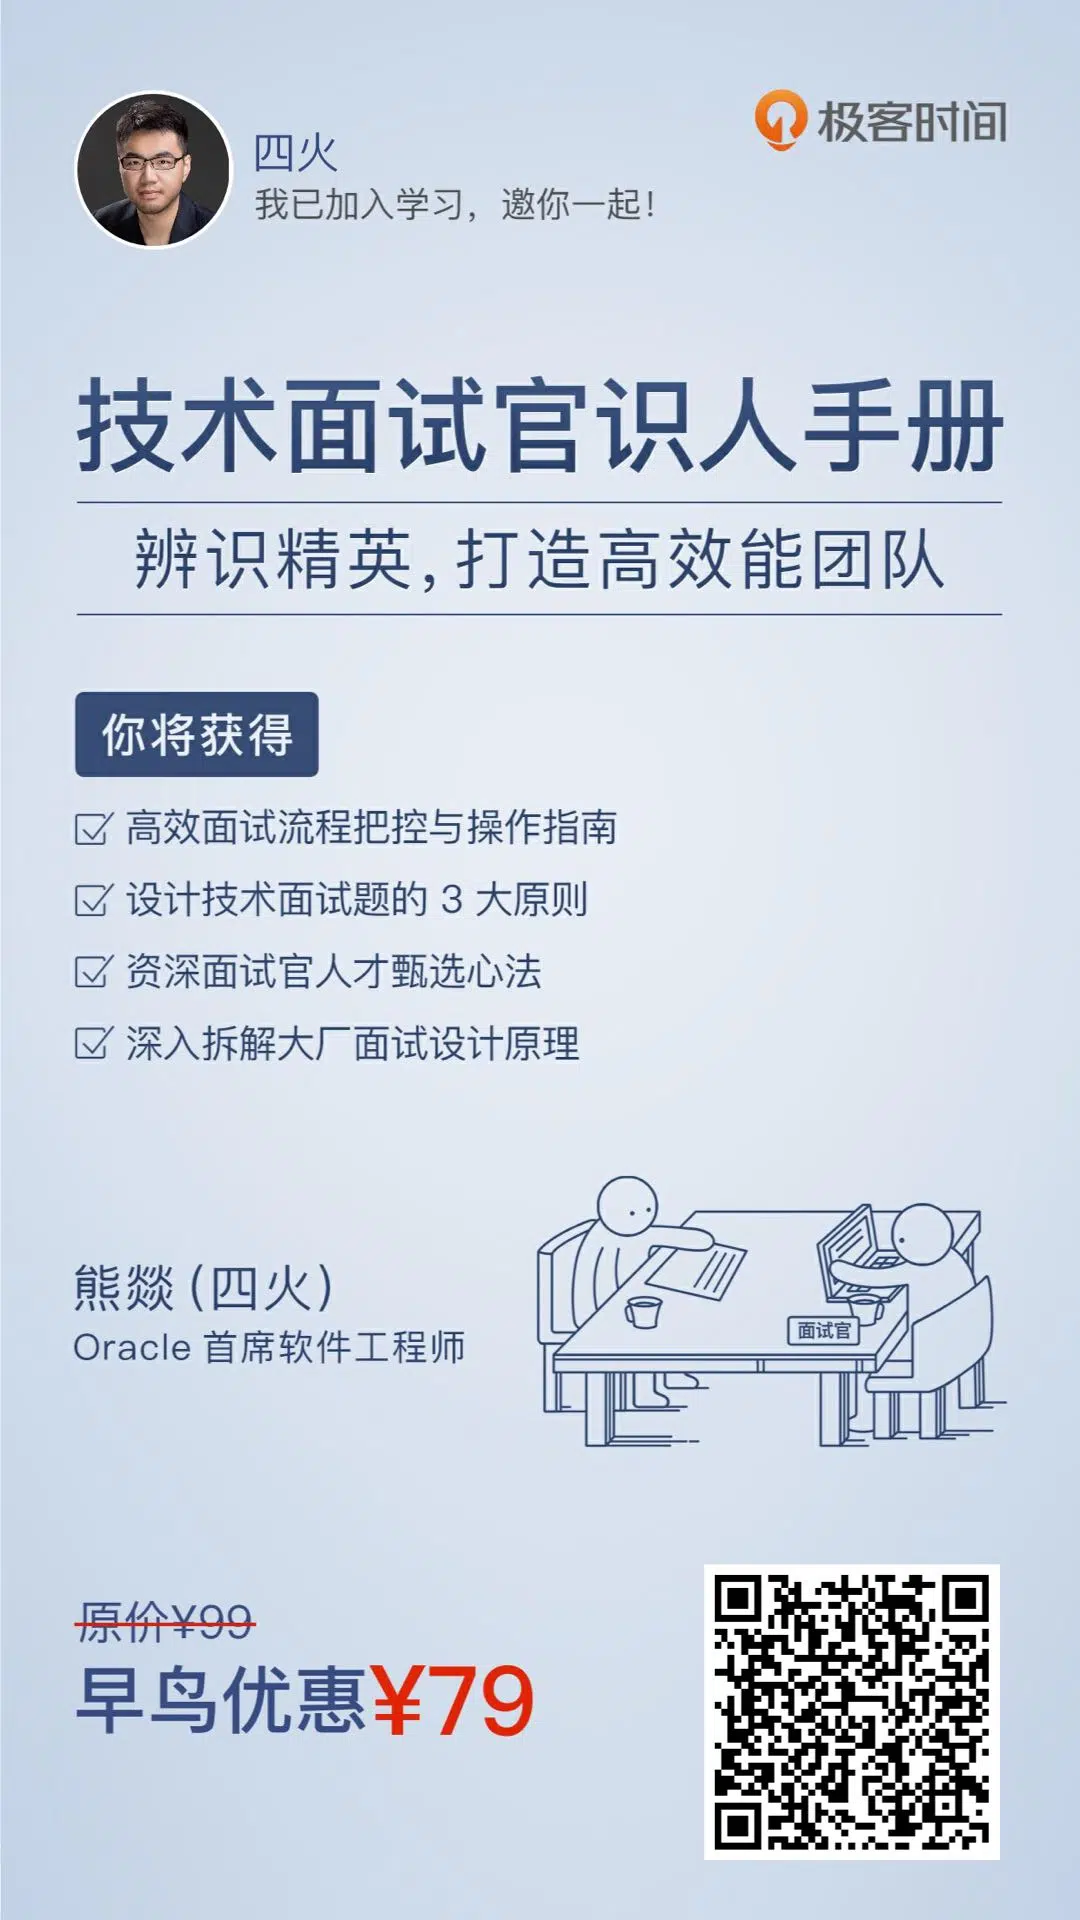 四火
极客时间
我已加入学习，邀你一起！
技术面试官识人手册
辨识精英，打造高效能团队
你将获得
高效面试流程把控与操作指南
设计技术面试题的 3 大原则
资深面试官人才甄选心法
深入拆解大厂面试设计原理
熊燚（四火）
Oracle 首席软件工程师
面试官
原价¥99
早鸟优惠¥79